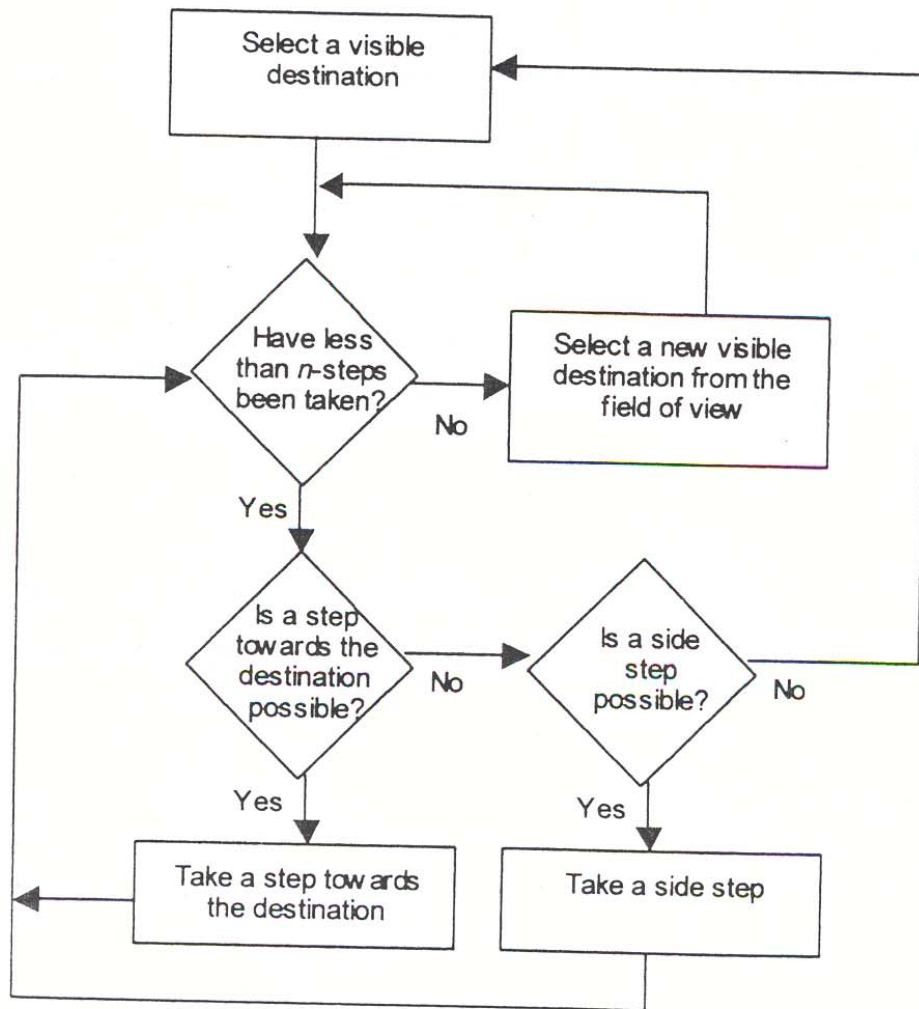 Select a visible
destination
Have less
than n-steps
been taken?
No
Select a new visible
destination from the
field of view
Yes
Is a step
towards the
destination
possible?
No
Is a side
step
possible?
No
Yes
Yes
Take a step towards
the destination
Take a side step